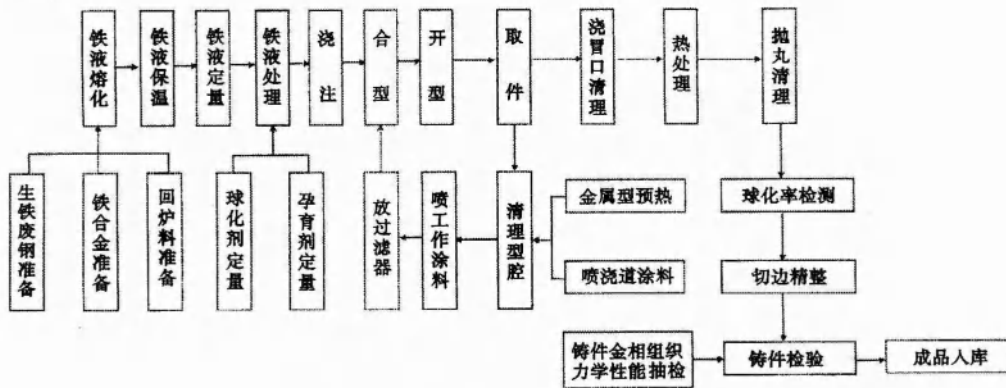 铁液熔化
铁液保温
铁液定量
铁液处理
浇注
合型
开型
取件
浇冒口清理
热处理
抛丸清理
生铁废钢准备
铁合金准备
回炉料准备
球化剂定量
孕育剂定量
放过滤器
喷工作涂料
清理型腔
金属型预热
喷浇道涂料
球化率检测
切边精整
铸件金相组织
力学性能抽检
铸件检验
成品入库